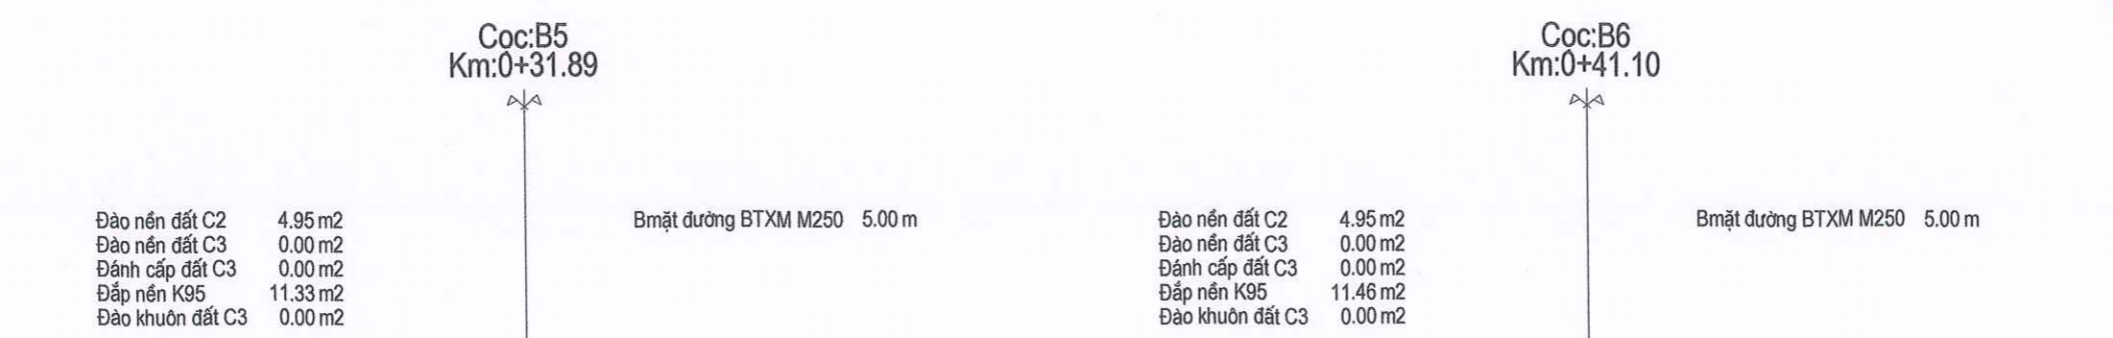 Cọc:B5
Km:0+31.89
Đào nền đất C2 4.95 m2
Đào nền đất C3 0.00 m2
Đánh cấp đất C3 0.00 m2
Đắp nền K95 11.33 m2
Đào khuôn đất C3 0.00 m2
Bmặt đường BTXM M250 5.00 m
Cọc:B6
Km:0+41.10
Đào nền đất C2 4.95 m2
Đào nền đất C3 0.00 m2
Đánh cấp đất C3 0.00 m2
Đắp nền K95 11.46 m2
Đào khuôn đất C3 0.00 m2
Bmặt đường BTXM M250 5.00 m